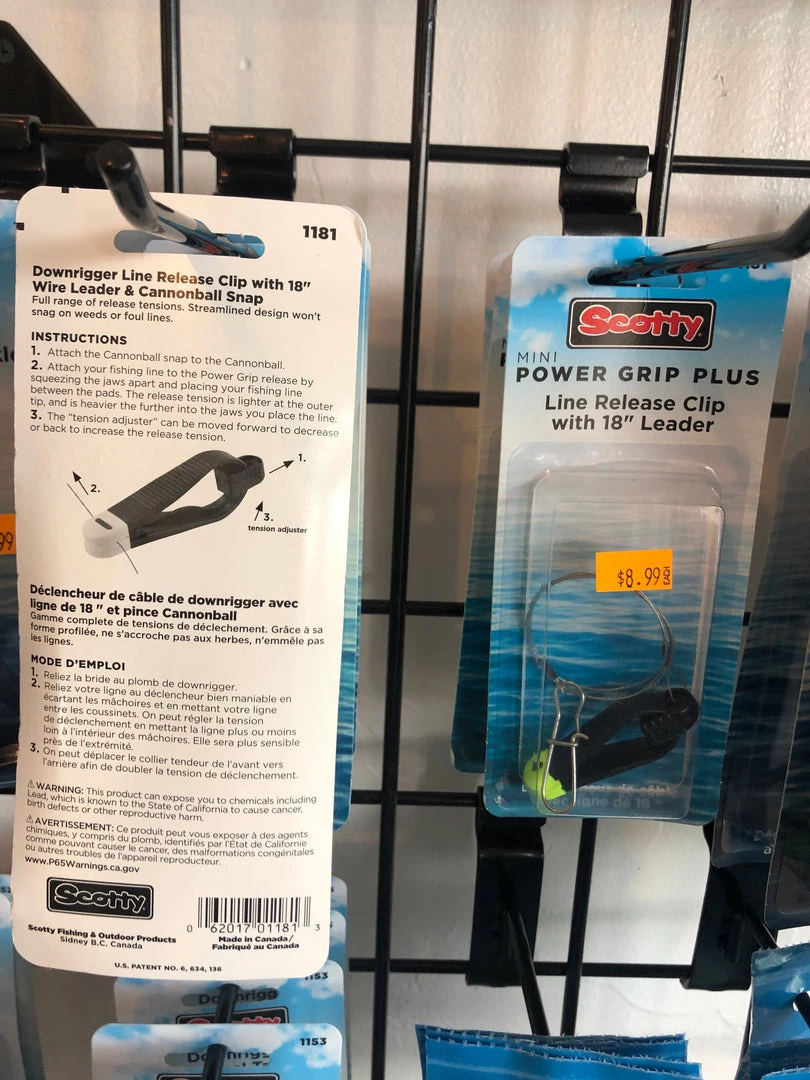 1181
Downrigger Line Release Clip with 18"
Wire Leader & Cannonball Snap
Full range of release tensions. Streamlined design won't
snag on weeds or foul lines.
INSTRUCTIONS
1. Attach the Cannonball snap to the Cannonball.
2. Attach your fishing line to the Power Grip release by
squeezing the jaws apart and placing your fishing line
between the pads. The release tension is lighter at the outer
tip, and is heavier the further into the jaws you place the line.
3. The "tension adjuster" can be moved forward to decrease
or back to increase the release tension.
1.
2.
3.
tension adjuster
Déclencheur de câble de downrigger avec
ligne de 18 " et pince Cannonball
Gamme complete de tensions de déclechement. Grâce à sa
forme profilée, ne s'accroche pas aux herbes, n'emmêle pas
les lignes.
MODE D'EMPLOI
1. Reliez la bride au plomb de downrigger.
2. Reliez votre ligne au déclencheur bien maniable en
écartant les mâchoires et en mettant votre ligne
entre les coussinets. On peut régler la tension
de déclenchement en mettant la ligne plus ou moins
loin à l'intérieur des mâchoires. Elle sera plus sensible
près de l'extrémité.
3. On peut déplacer le collier tendeur de l'avant vers
l'arrière afin de doubler la tension de déclenchement.
⚠WARNING: This product can expose you to chemicals including
Lead, which is known to the State of California to cause cancer,
birth defects or other reproductive harm.
⚠AVERTISSEMENT: Ce produit peut vous exposer à des agents
chimiques, y compris du plomb, identifiés par l'État de Californie
comme pouvant causer le cancer, des malformations congénitales
ou autres troubles de l'appareil reproducteur.
www.P65Warnings.ca.gov
Scotty
Scotty Fishing & Outdoor Products
Sidney B.C. Canada
0 62017 01181 3
Made in Canada/
Fabriqué au Canada
U.S. PATENT NO. 6, 634, 136
Scotty
MINI
POWER GRIP PLUS
Line Release Clip
with 18" Leader
$8.99 EACH
ligne de 18 "
99
1153
Downrigg
Scotty
1153